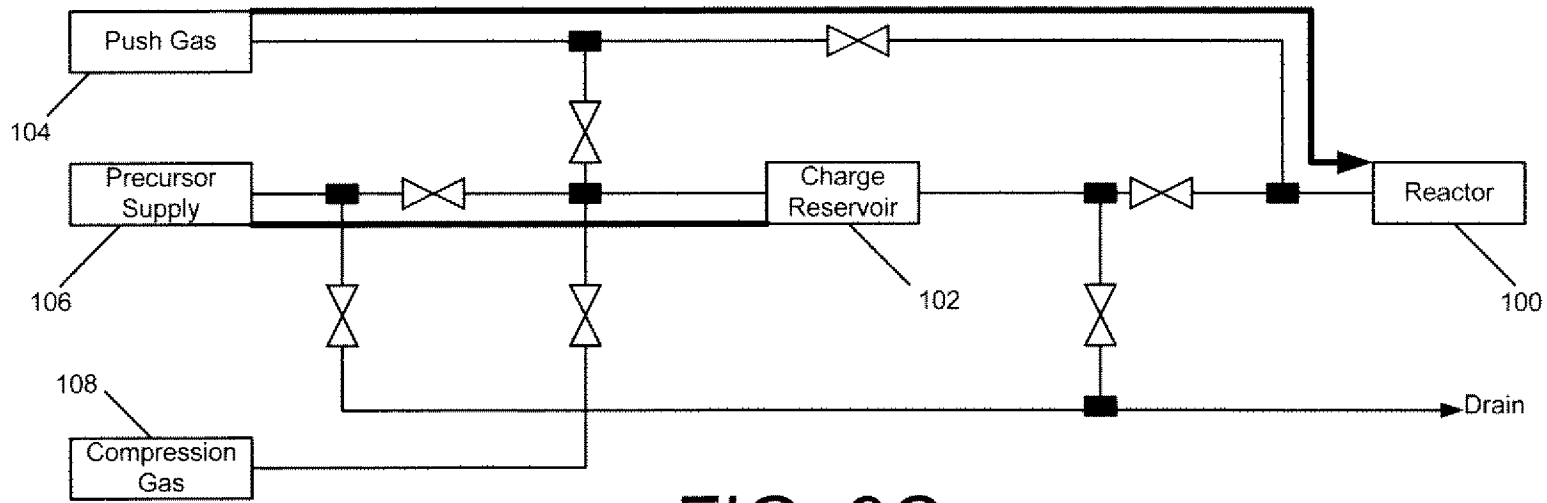 Push Gas
104
Precursor
Supply
Charge
Reservoir
Reactor
106
102
100
108
Drain
Compression
Gas